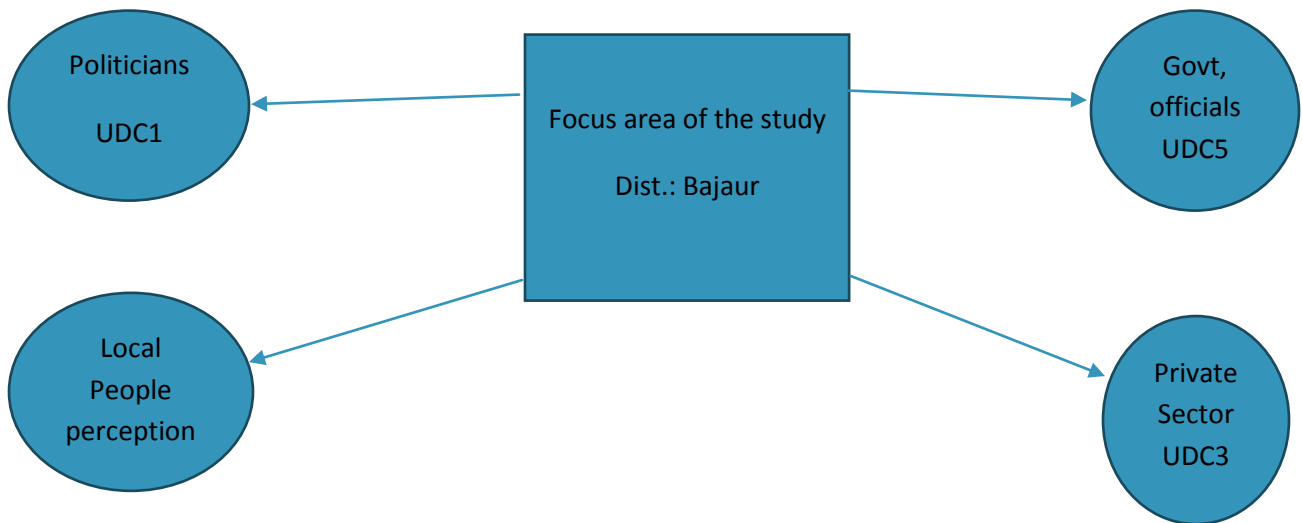 Politicians
UDC1
Focus area of the study
Dist.: Bajaur
Govt,
officials
UDC5
Local
People
perception
Private
Sector
UDC3